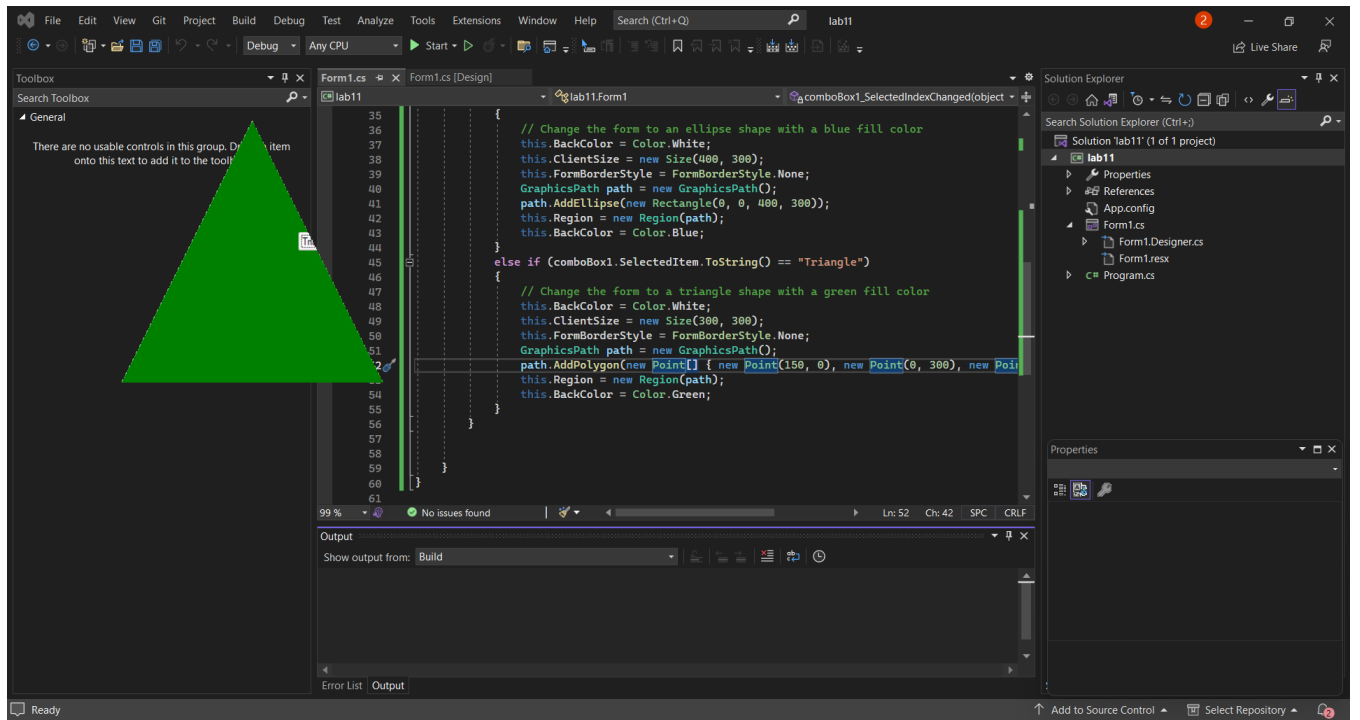 File Edit View Git Project Build Debug Test Analyze Tools Extensions Window Help Search (Ctrl+Q) lab11 2
Debug Any CPU Start Live Share
Toolbox
Search Toolbox
General
There are no usable controls in this group. item
onto this text to add it to the
Form1.cs Form1.cs [Design]
lab11 lab11.Form1 comboBox1_SelectedIndexChanged(object
35 {
36 // Change the form to an ellipse shape with a blue fill color
37 this.BackColor = Color.White;
38 this.ClientSize = new Size(400, 300);
39 this.FormBorderStyle = FormBorderStyle.None;
40 GraphicsPath path = new GraphicsPath();
41 path.AddEllipse(new Rectangle(0, 0, 400, 300));
42 this.Region = new Region(path);
43 this.BackColor = Color.Blue;
44 }
45 else if (comboBox1.SelectedItem.ToString() == "Triangle")
46 {
47 // Change the form to a triangle shape with a green fill color
48 this.BackColor = Color.White;
49 this.ClientSize = new Size(300, 300);
50 this.FormBorderStyle = FormBorderStyle.None;
51 GraphicsPath path = new GraphicsPath();
path.AddPolygon(new Point[] { new Point(150, 0), new Point(0, 300), new
this.Region = new Region(path);
54 this.BackColor = Color.Green;
55 }
56 }
57
58
59 }
60 }
61
99 % No issues found Ln: 52 Ch: 42 SPC CRLF
Output
Show output from: Build
Error List Output
Solution Explorer
Search Solution Explorer (Ctrl+;)
Solution 'lab11' (1 of 1 project)
C# lab11
Properties
References
App.config
Form1.cs
Form1.Designer.cs
Form1.resx
C# Program.cs
Properties
Ready Add to Source Control Select Repository 2